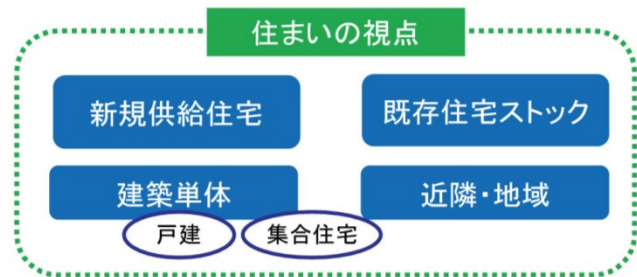 住まいの視点
新規供給住宅
既存住宅ストック
建築単体
近隣・地域
戸建
集合住宅